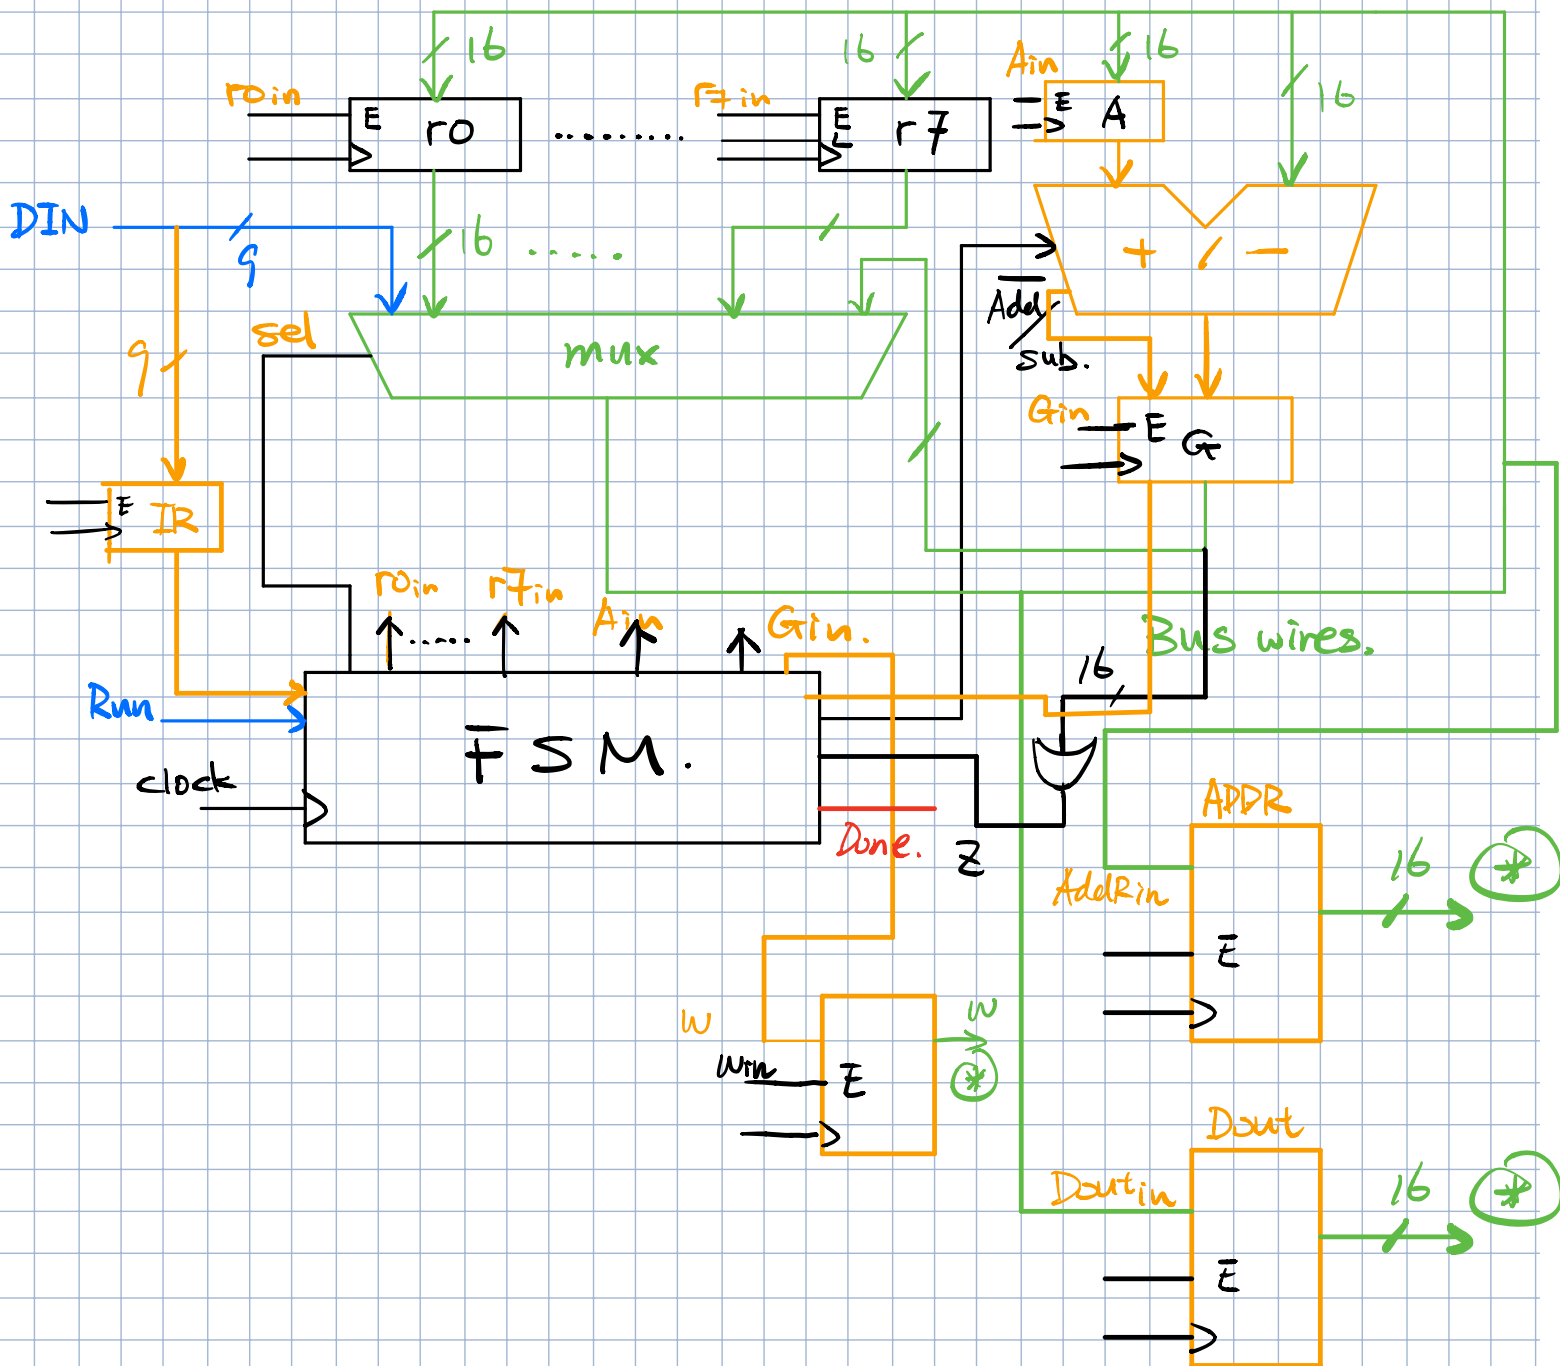 16
16
16
16
Ain
r0in
E
r0
..........
r7in
E
r7
E
A
DIN
9
16
......
+ / -
Add
sub.
sel
mux
9
Gin
E
G
E
IR
r0in
......
r7in
Ain
Gin.
Bus wires.
16
Run
FSM.
clock
Done.
Z
ADDR
AddRin
16
*
E
W
Win
E
W
*
Dout
Doutin
16
*
E